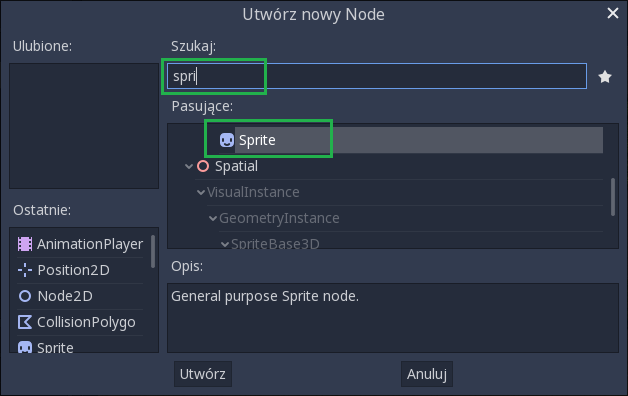 Utwórz nowy Node
Ulubione:
Szukaj:
spri
Pasujące:
Sprite
Spatial
VisualInstance
GeometryInstance
SpriteBase3D
Ostatnie:
AnimationPlayer
Position2D
Node2D
CollisionPolygo
Sprite
Opis:
General purpose Sprite node.
Utwórz
Anuluj